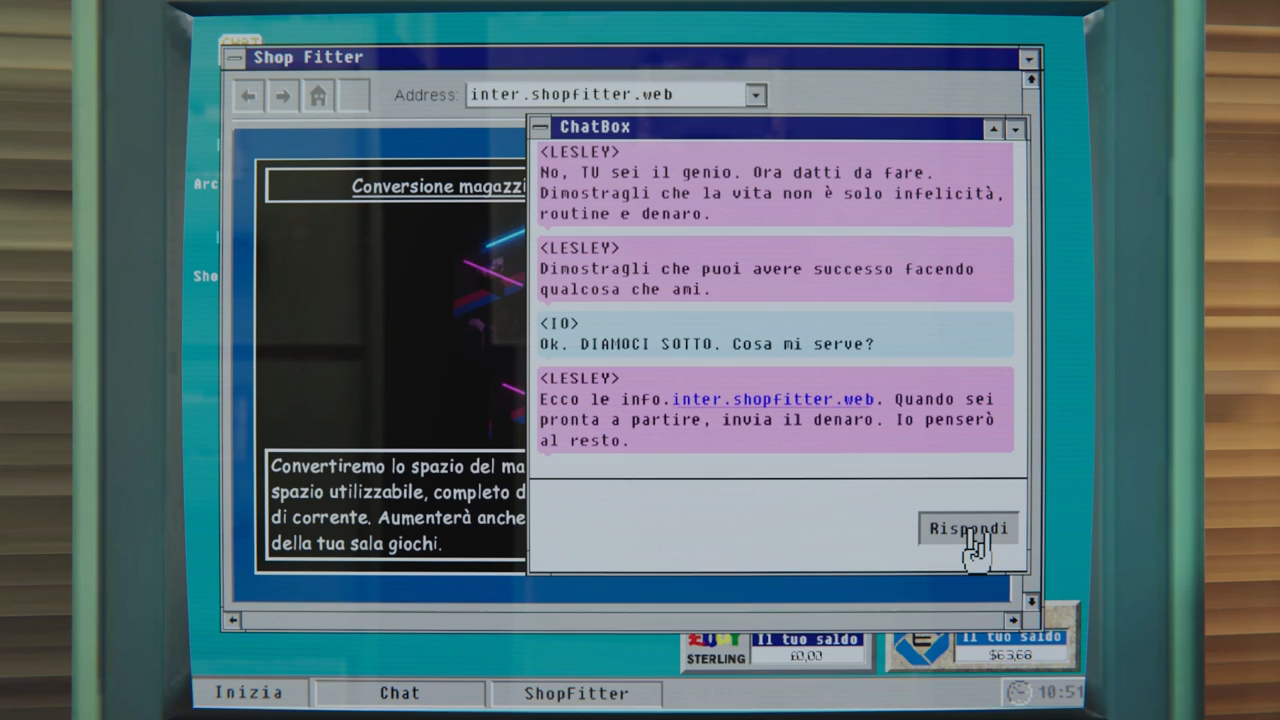 Shop Fitter
Address: inter.shopfitter.web
ChatBox
<LESLEY>
No, TU sei il genio. Ora datti da fare.
Dimostragli che la vita non è solo infelicità,
routine e denaro.
<LESLEY>
Dimostragli che puoi avere successo facendo
qualcosa che ami.
<IO>
Ok. DIAMOCI SOTTO. Cosa mi serve?
<LESLEY>
Ecco le info.inter.shopfitter.web. Quando sei
pronta a partire, invia il denaro. Io penserò
al resto.
Rispondi
Arc
Sho
Conversione magazzi
Convertiremo lo spazio del ma
spazio utilizzabile, completo d
di corrente. Aumenterà anche
della tua sala giochi.
STERLING
Il tuo saldo
£0,00
E
Il tuo saldo
$63,68
Inizia
Chat
ShopFitter
10:51